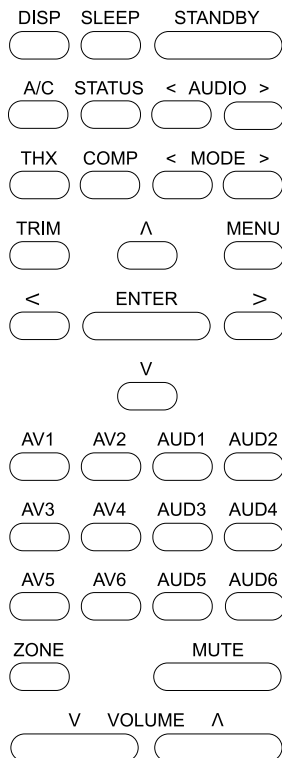 DISP SLEEP STANDBY
A/C STATUS < AUDIO >
THX COMP < MODE >
TRIM Λ MENU
< ENTER >
V
AV1 AV2 AUD1 AUD2
AV3 AV4 AUD3 AUD4
AV5 AV6 AUD5 AUD6
ZONE MUTE
V VOLUME Λ